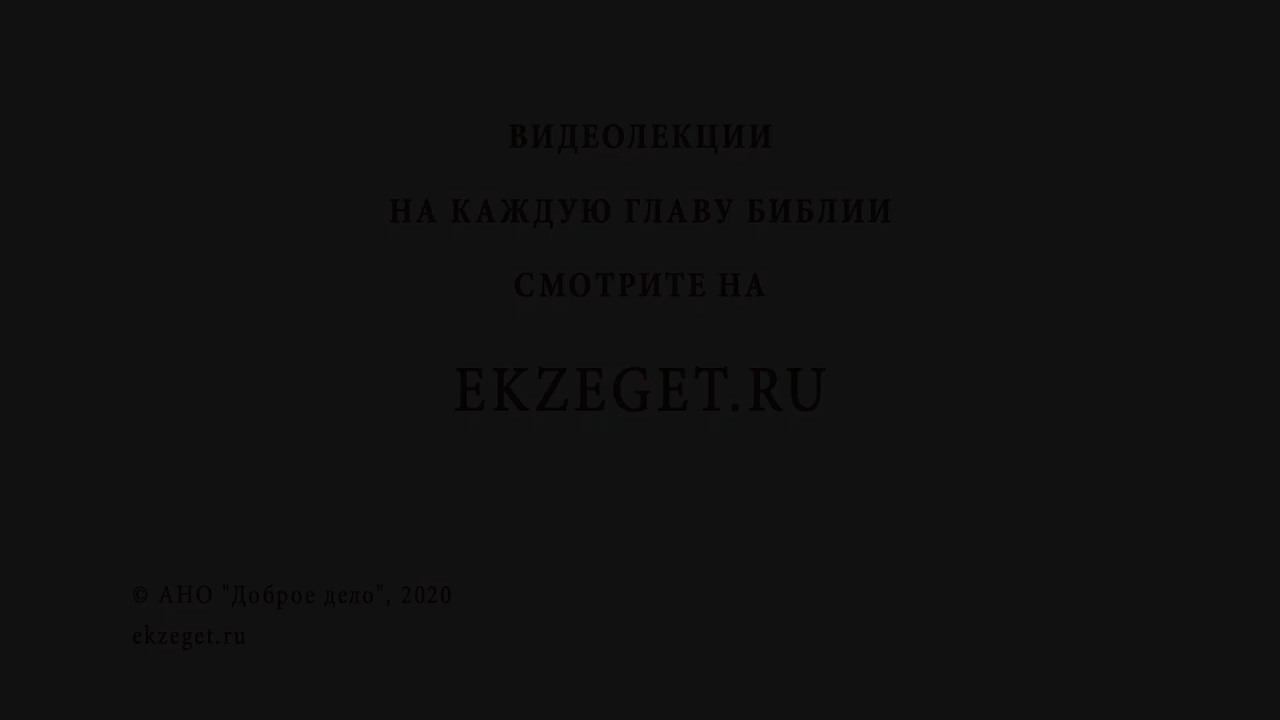 ВИДЕОЛЕКЦИИ
НА КАЖДУЮ ГЛАВУ БИБЛИИ
СМОТРИТЕ НА
EKZEGET.RU
© АНО "Доброе дело", 2020
ekzeget.ru